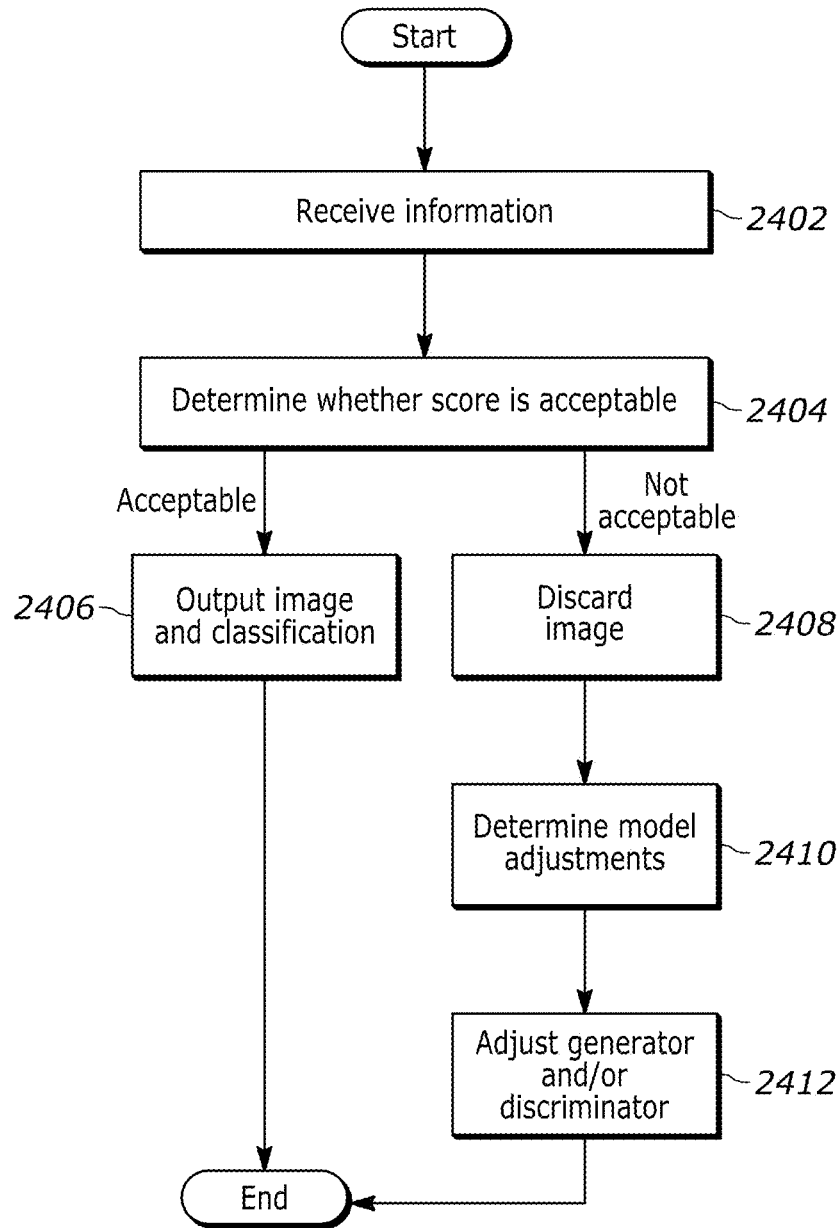 Start
Receive information
2402
Determine whether score is acceptable
2404
Acceptable
Not
acceptable
2406
Output image
and classification
Discard
image
2408
Determine model
adjustments
2410
Adjust generator
and/or
discriminator
2412
End